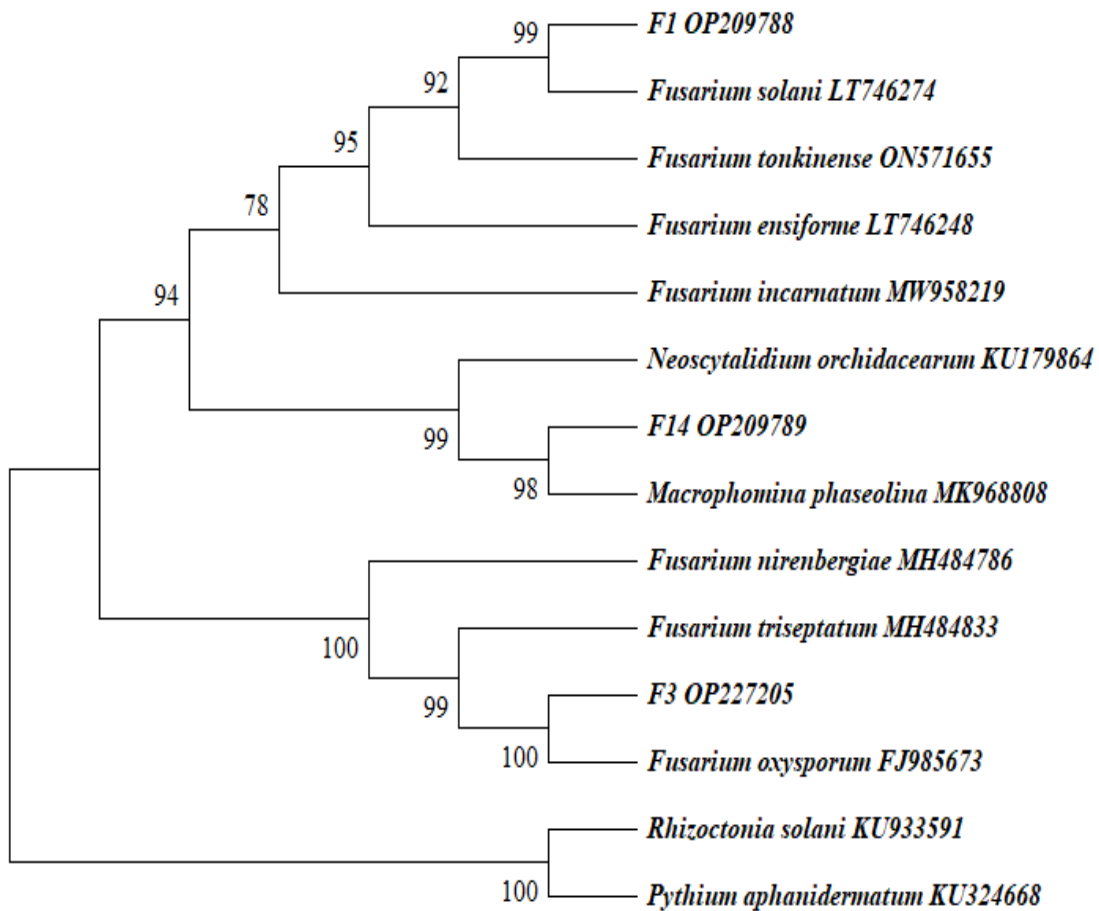 99
F1 OP209788
92
Fusarium solani LT746274
95
Fusarium tonkinense ON571655
78
Fusarium ensiforme LT746248
94
Fusarium incarnatum MW958219
Neoscytalidium orchidacearum KU179864
99
F14 OP209789
98
Macrophomina phaseolina MK968808
Fusarium nirenbergiae MH484786
100
Fusarium triseptatum MH484833
99
F3 OP227205
100
Fusarium oxysporum FJ985673
Rhizoctonia solani KU933591
100
Pythium aphanidermatum KU324668